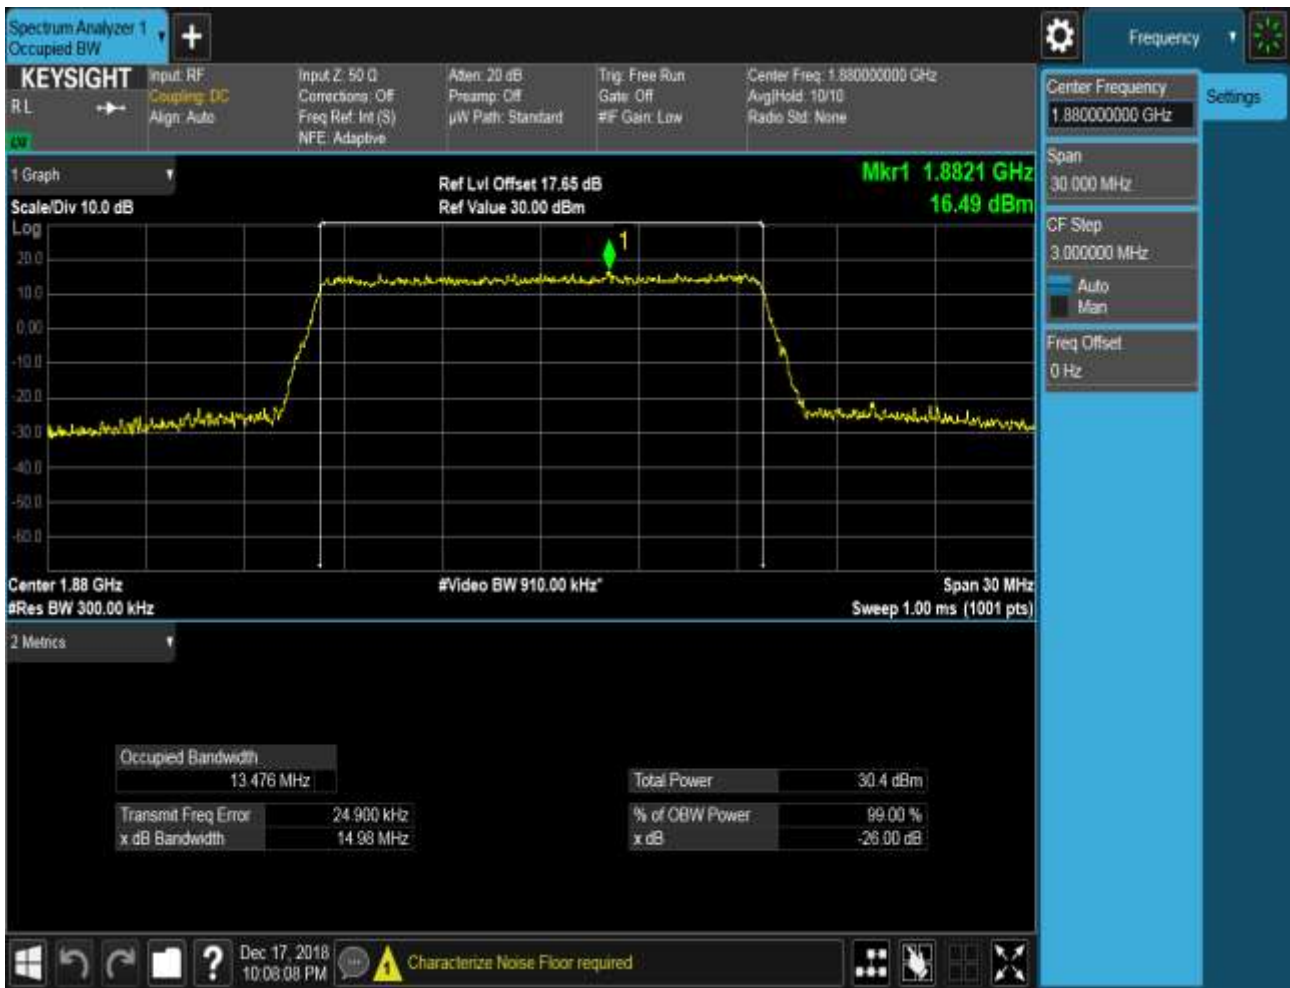 Spectrum Analyzer 1
Occupied BW
Frequency
KEYSIGHT
R L
Input: RF
Coupling: DC
Align: Auto
Input Z: 50 Ω
Corrections: Off
Freq Ref: Int (S)
NFE: Adaptive
Atten: 20 dB
Preamp: Off
µW Path: Standard
Trig: Free Run
Gate: Off
#IF Gain: Low
Center Freq: 1.880000000 GHz
Avg|Hold: 10/10
Radio Std: None
Center Frequency
1.880000000 GHz
Settings
Span
30.000 MHz
CF Step
3.000000 MHz
Auto
Man
Freq Offset
0 Hz
1 Graph
Scale/Div 10.0 dB
Ref Lvl Offset 17.65 dB
Ref Value 30.00 dBm
Mkr1 1.8821 GHz
16.49 dBm
Log
1
20.0
10.0
0.00
-10.0
-20.0
-30.0
-40.0
-50.0
-60.0
Center 1.88 GHz
#Video BW 910.00 kHz*
Span 30 MHz
#Res BW 300.00 kHz
Sweep 1.00 ms (1001 pts)
2 Metrics
Occupied Bandwidth
13.476 MHz
Total Power 30.4 dBm
Transmit Freq Error 24.900 kHz
% of OBW Power 99.00 %
x dB Bandwidth 14.98 MHz
x dB -26.00 dB
?
Dec 17, 2018
10:08:08 PM
1
Characterize Noise Floor required